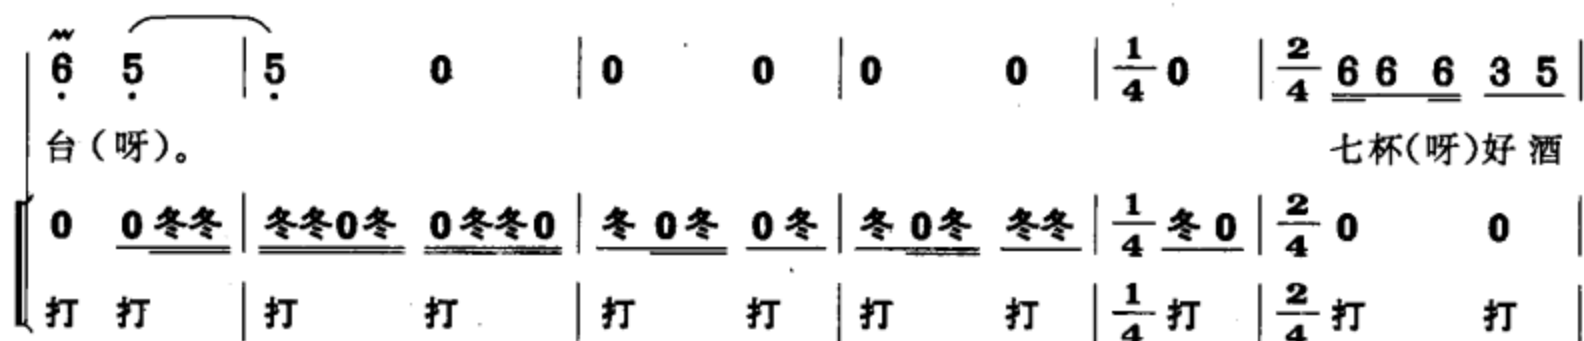 6 5 | 5 0 | 0 0 | 0 0 | 1/4 0 | 2/4 6 6 6 3 5 |
台（呀）。 七杯（呀）好酒
0 0冬冬 | 冬冬0冬 0冬冬0 | 冬 0冬 0冬 | 冬 0冬 冬冬 | 1/4 冬0 | 2/4 0 0 |
打 打 | 打 打 | 打 打 | 打 打 | 1/4 打 | 2/4 打 打 |